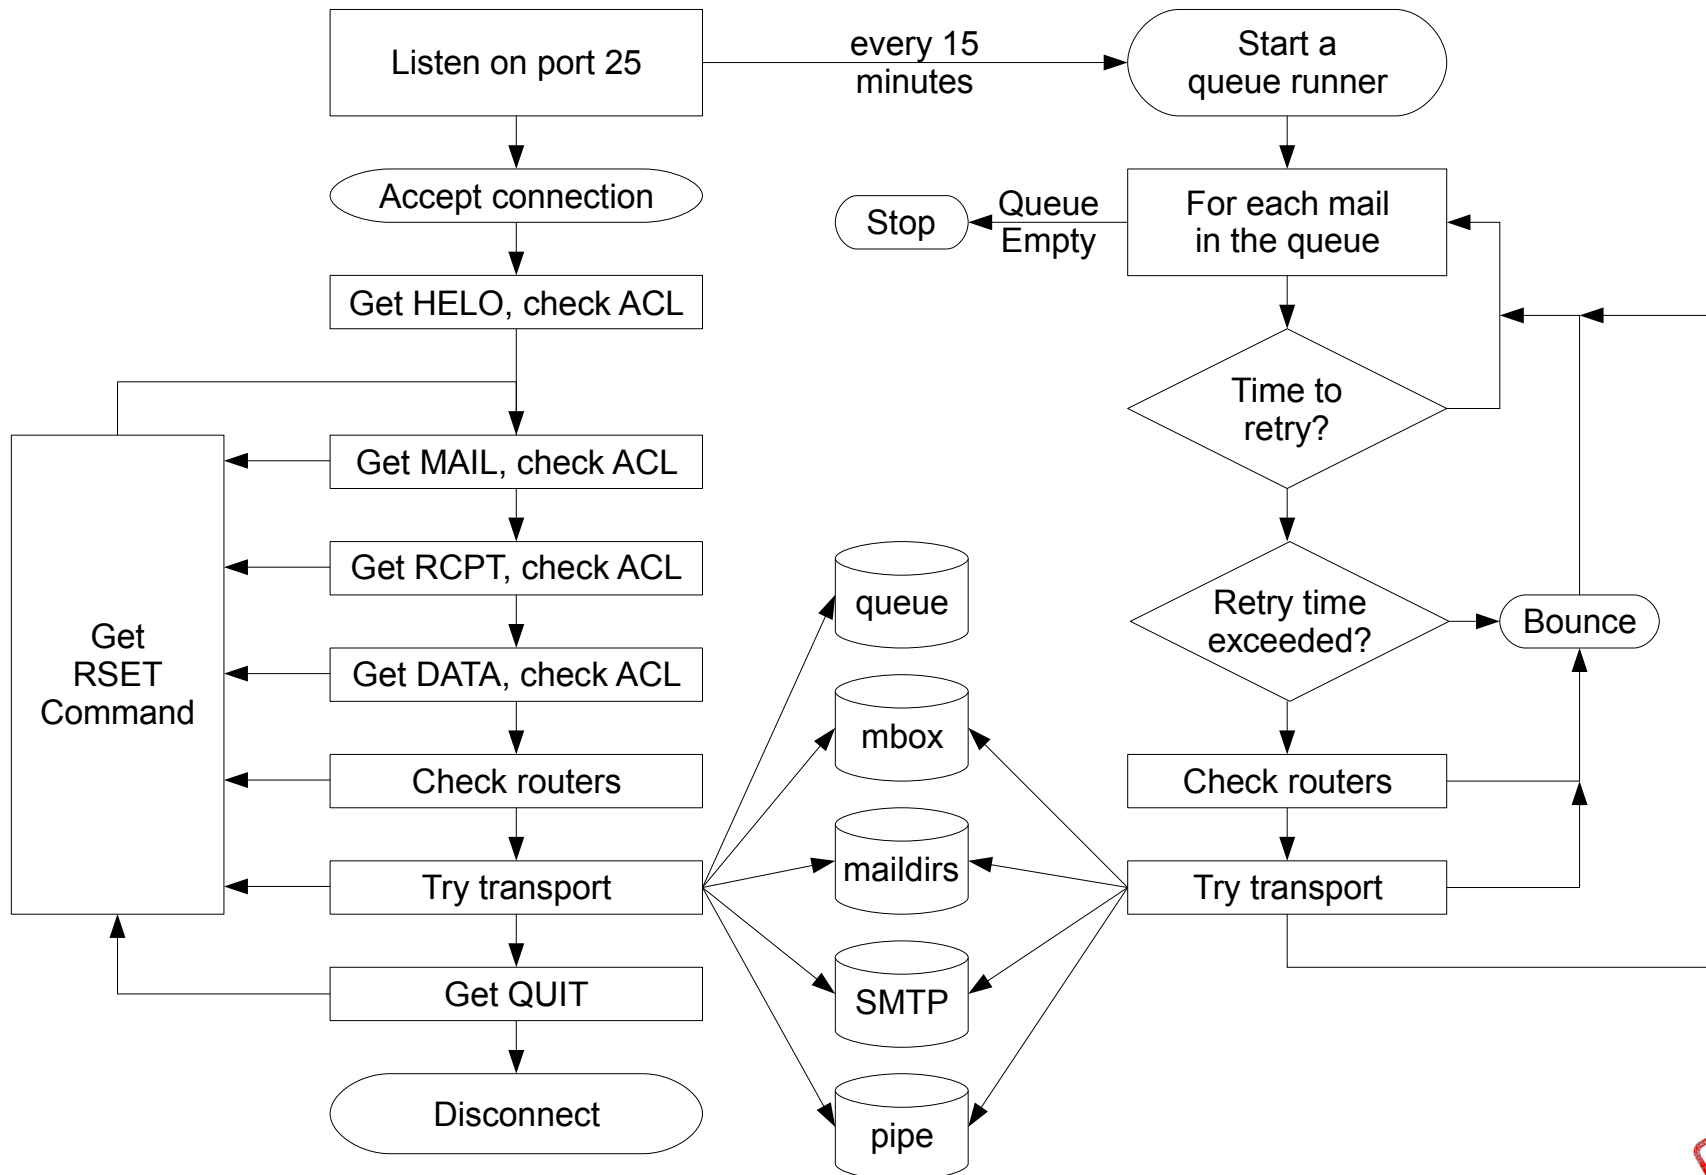 Listen on port 25
every 15
minutes
Start a
queue runner
Accept connection
Stop
Queue
Empty
For each mail
in the queue
Get HELO, check ACL
Time to
retry?
Get MAIL, check ACL
Get RCPT, check ACL
queue
Retry time
exceeded?
Bounce
Get
RSET
Command
Get DATA, check ACL
mbox
Check routers
Check routers
maildirs
Try transport
Try transport
SMTP
Get QUIT
Disconnect
pipe